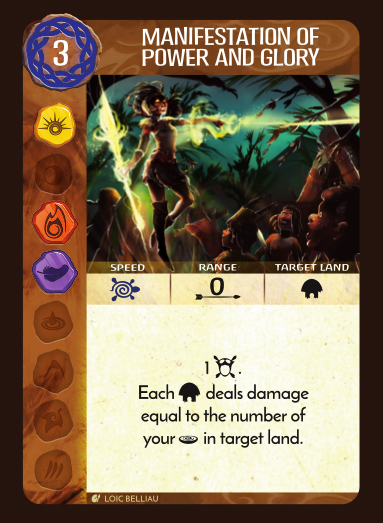 3
MANIFESTATION OF
POWER AND GLORY
SPEED RANGE TARGET LAND
0
1 .
Each deals damage
equal to the number of
your in target land.
LOIC BELLIAU